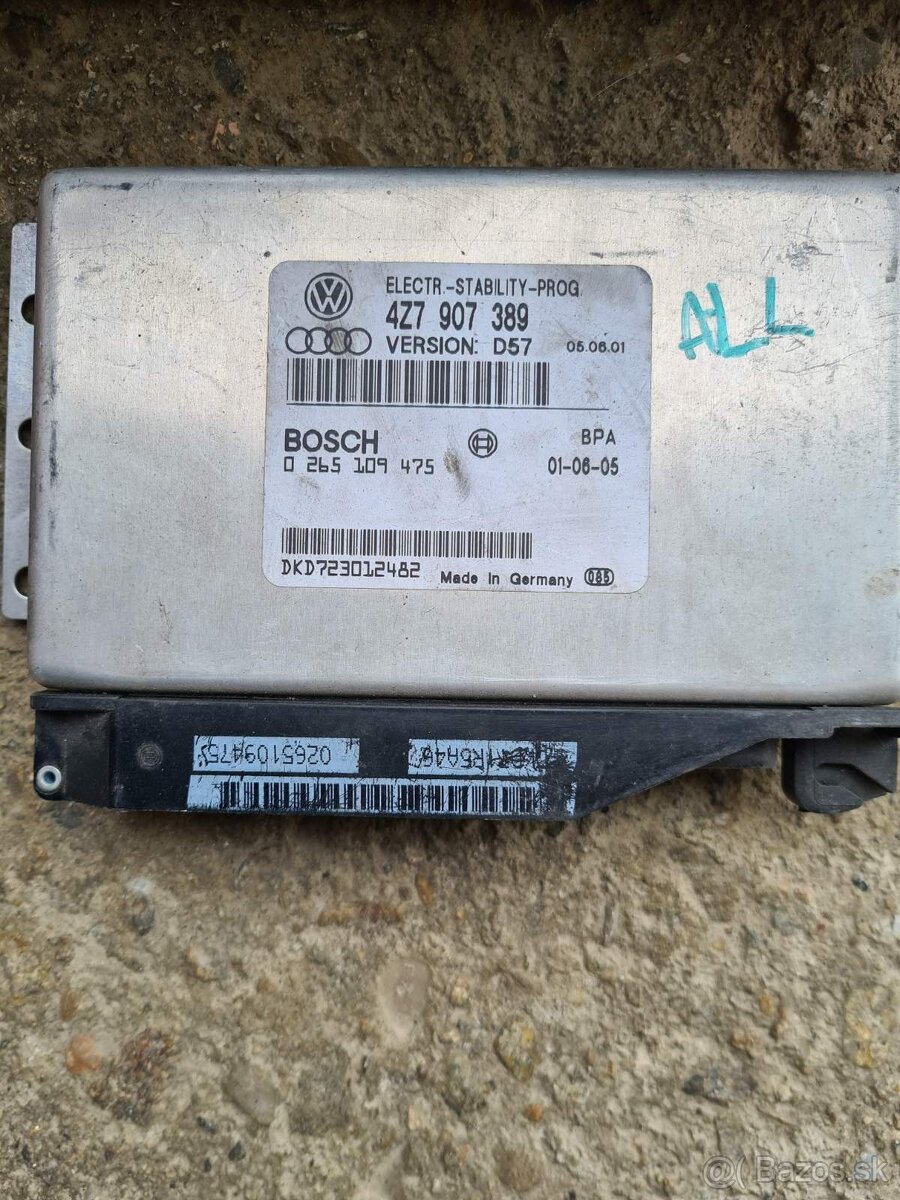 ELECTR.-STABILITY-PROG.
4Z7 907 389
VERSION: D57 05.06.01
ALL
BOSCH BPA
0 265 109 475 01-06-05
DKD723012482 Made in Germany 085
0265109475
@Bazos.sk